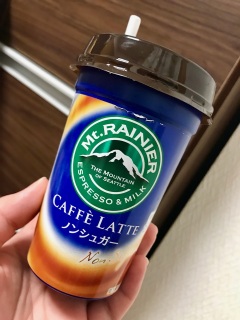 Mt. RAINIER
THE MOUNTAIN
OF SEATTLE
ESPRESSO & MILK
CAFFÈ LATTE
ノンシュガー